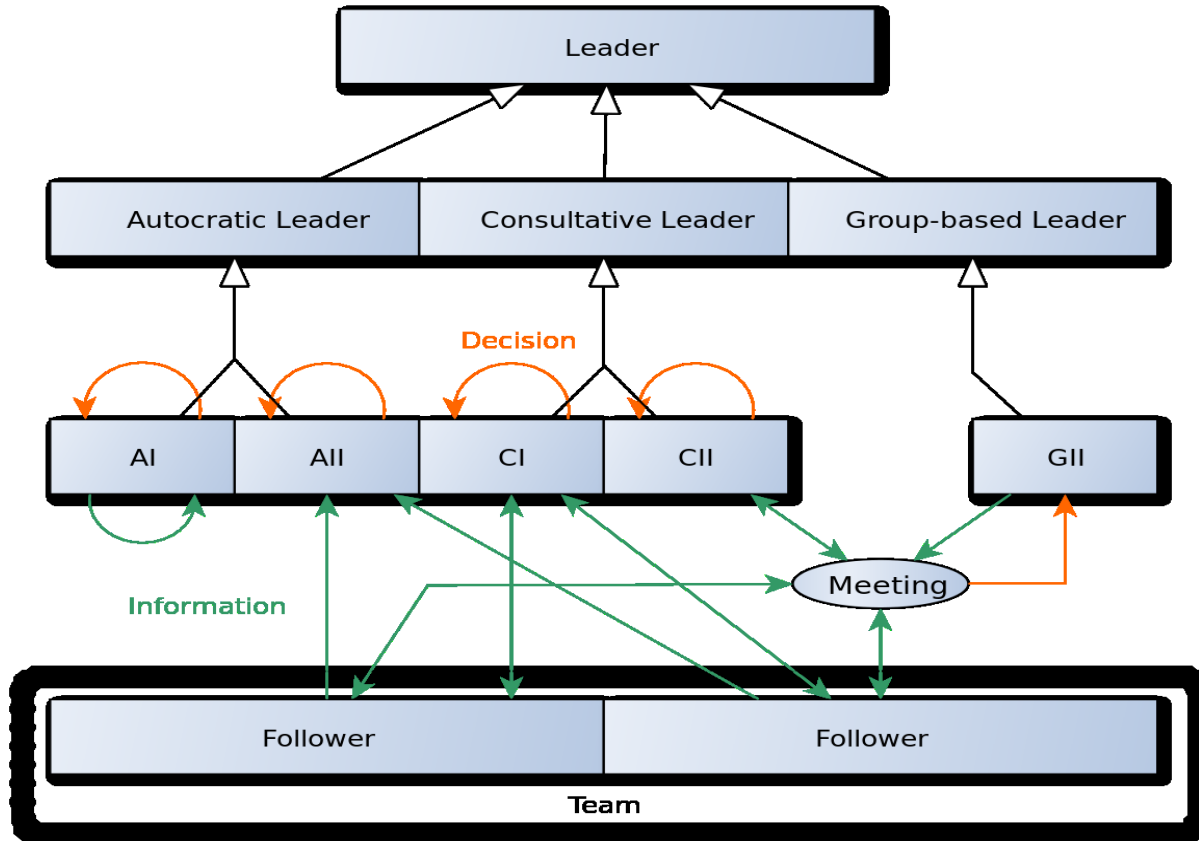 Leader
Autocratic Leader
Consultative Leader
Group-based Leader
Decision
AI
AII
CI
CII
GII
Meeting
Information
Follower
Follower
Team